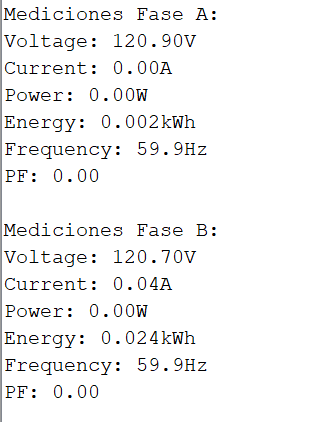 Mediciones Fase A:
Voltage: 120.90V
Current: 0.00A
Power: 0.00W
Energy: 0.002kWh
Frequency: 59.9Hz
PF: 0.00

Mediciones Fase B:
Voltage: 120.70V
Current: 0.04A
Power: 0.00W
Energy: 0.024kWh
Frequency: 59.9Hz
PF: 0.00